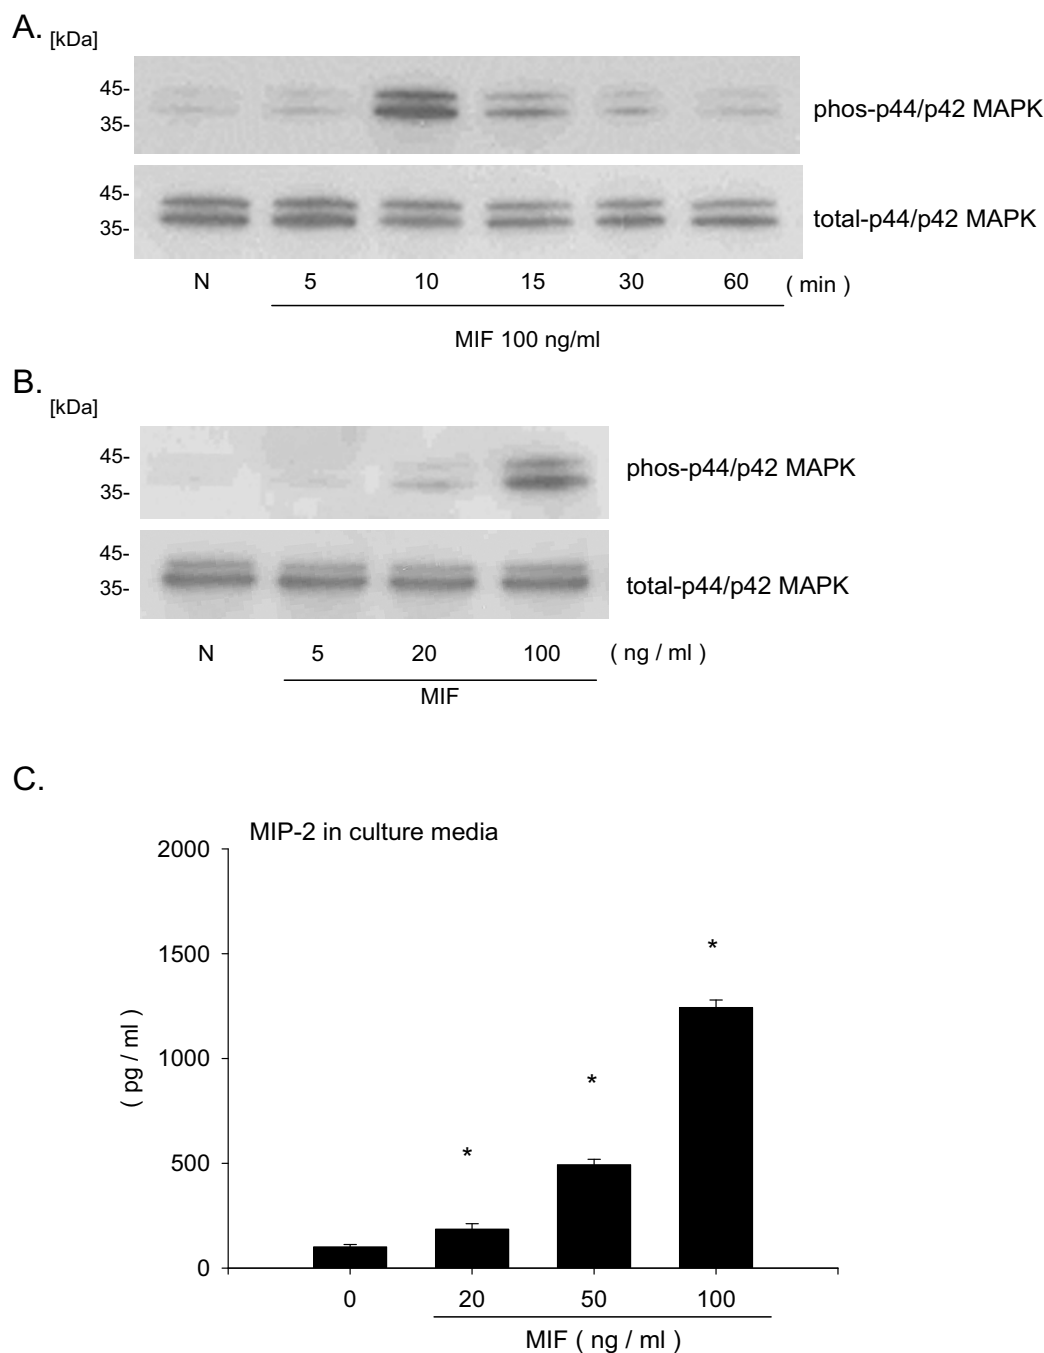 A.
[kDa]
45-
35-
phos-p44/p42 MAPK
45-
35-
total-p44/p42 MAPK
N 5 10 15 30 60 ( min )
MIF 100 ng/ml
B.
[kDa]
45-
35-
phos-p44/p42 MAPK
45-
35-
total-p44/p42 MAPK
N 5 20 100 ( ng / ml )
MIF
C.
MIP-2 in culture media
2000
1500
1000
500
0
( pg / ml )
*
*
*
0 20 50 100
MIF ( ng / ml )